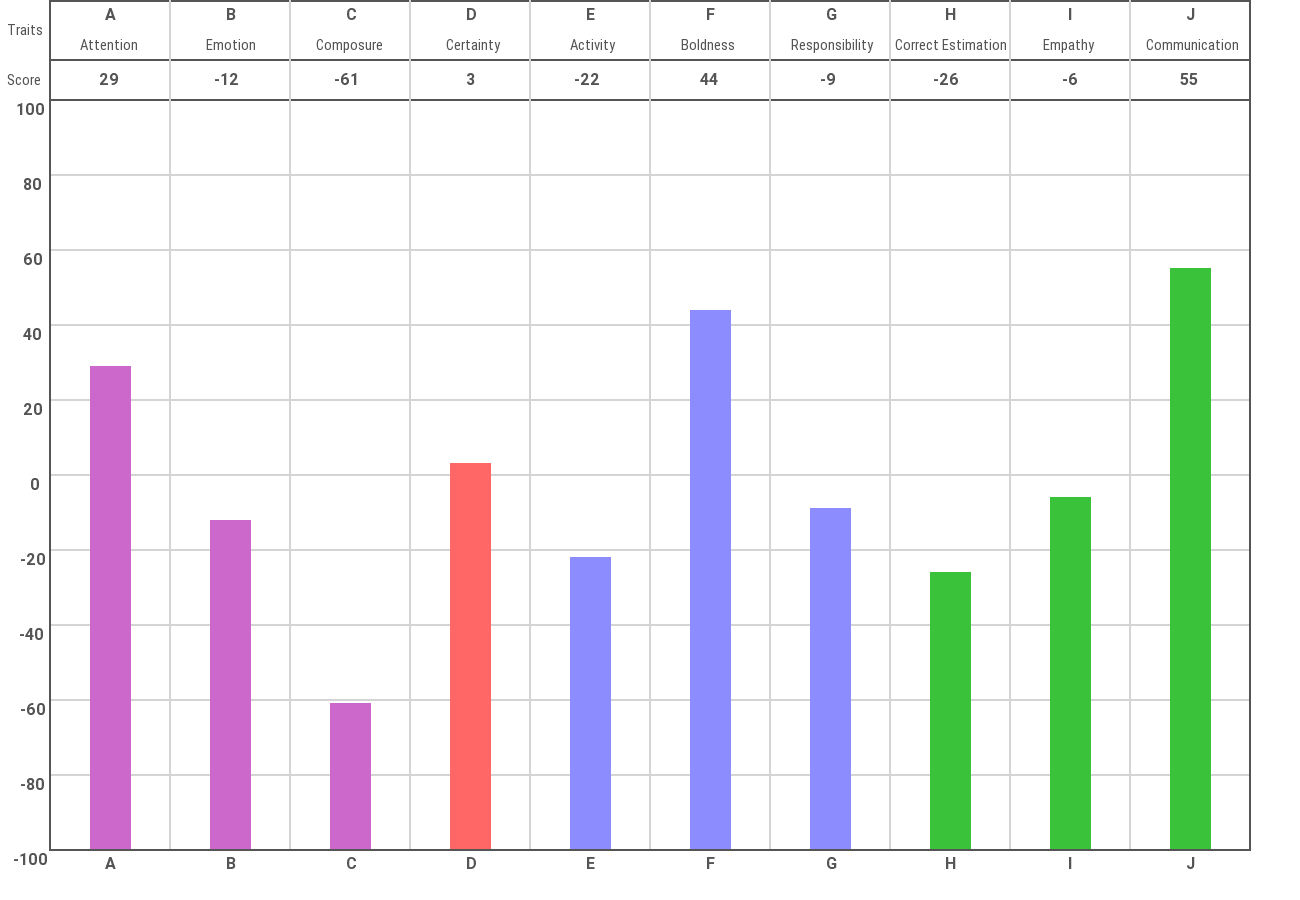 A B C D E F G H I J
Traits
Attention Emotion Composure Certainty Activity Boldness Responsibility Correct Estimation Empathy Communication
Score 29 -12 -61 3 -22 44 -9 -26 -6 55
100
80
60
40
20
0
-20
-40
-60
-80
-100
A B C D E F G H I J